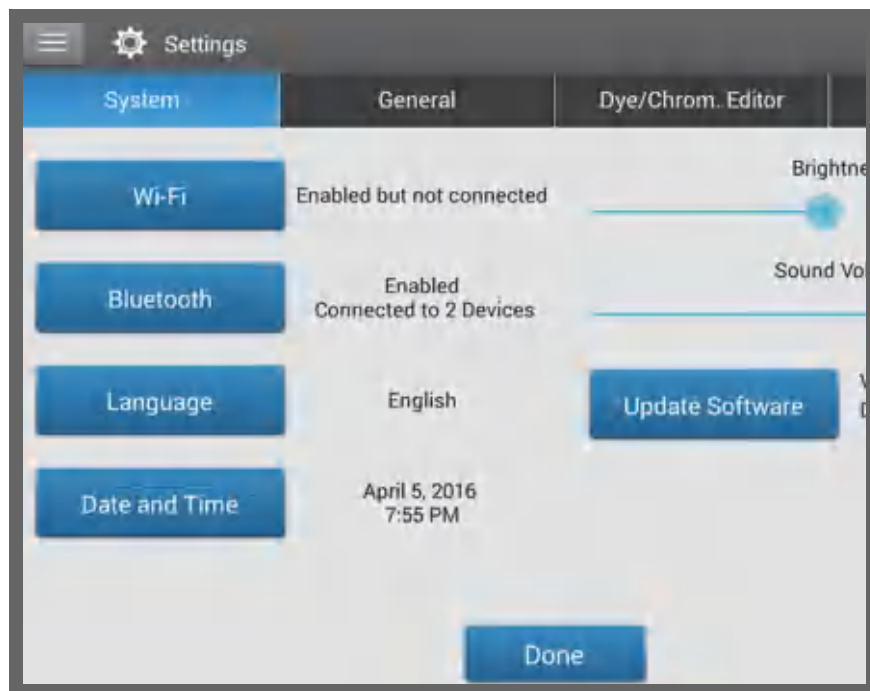 Settings
System
General
Dye/Chrom. Editor
Wi-Fi
Enabled but not connected
Bluetooth
Enabled
Connected to 2 Devices
Sound
Language
English
Update Software
Date and Time
April 5, 2016
7:55 PM
Done